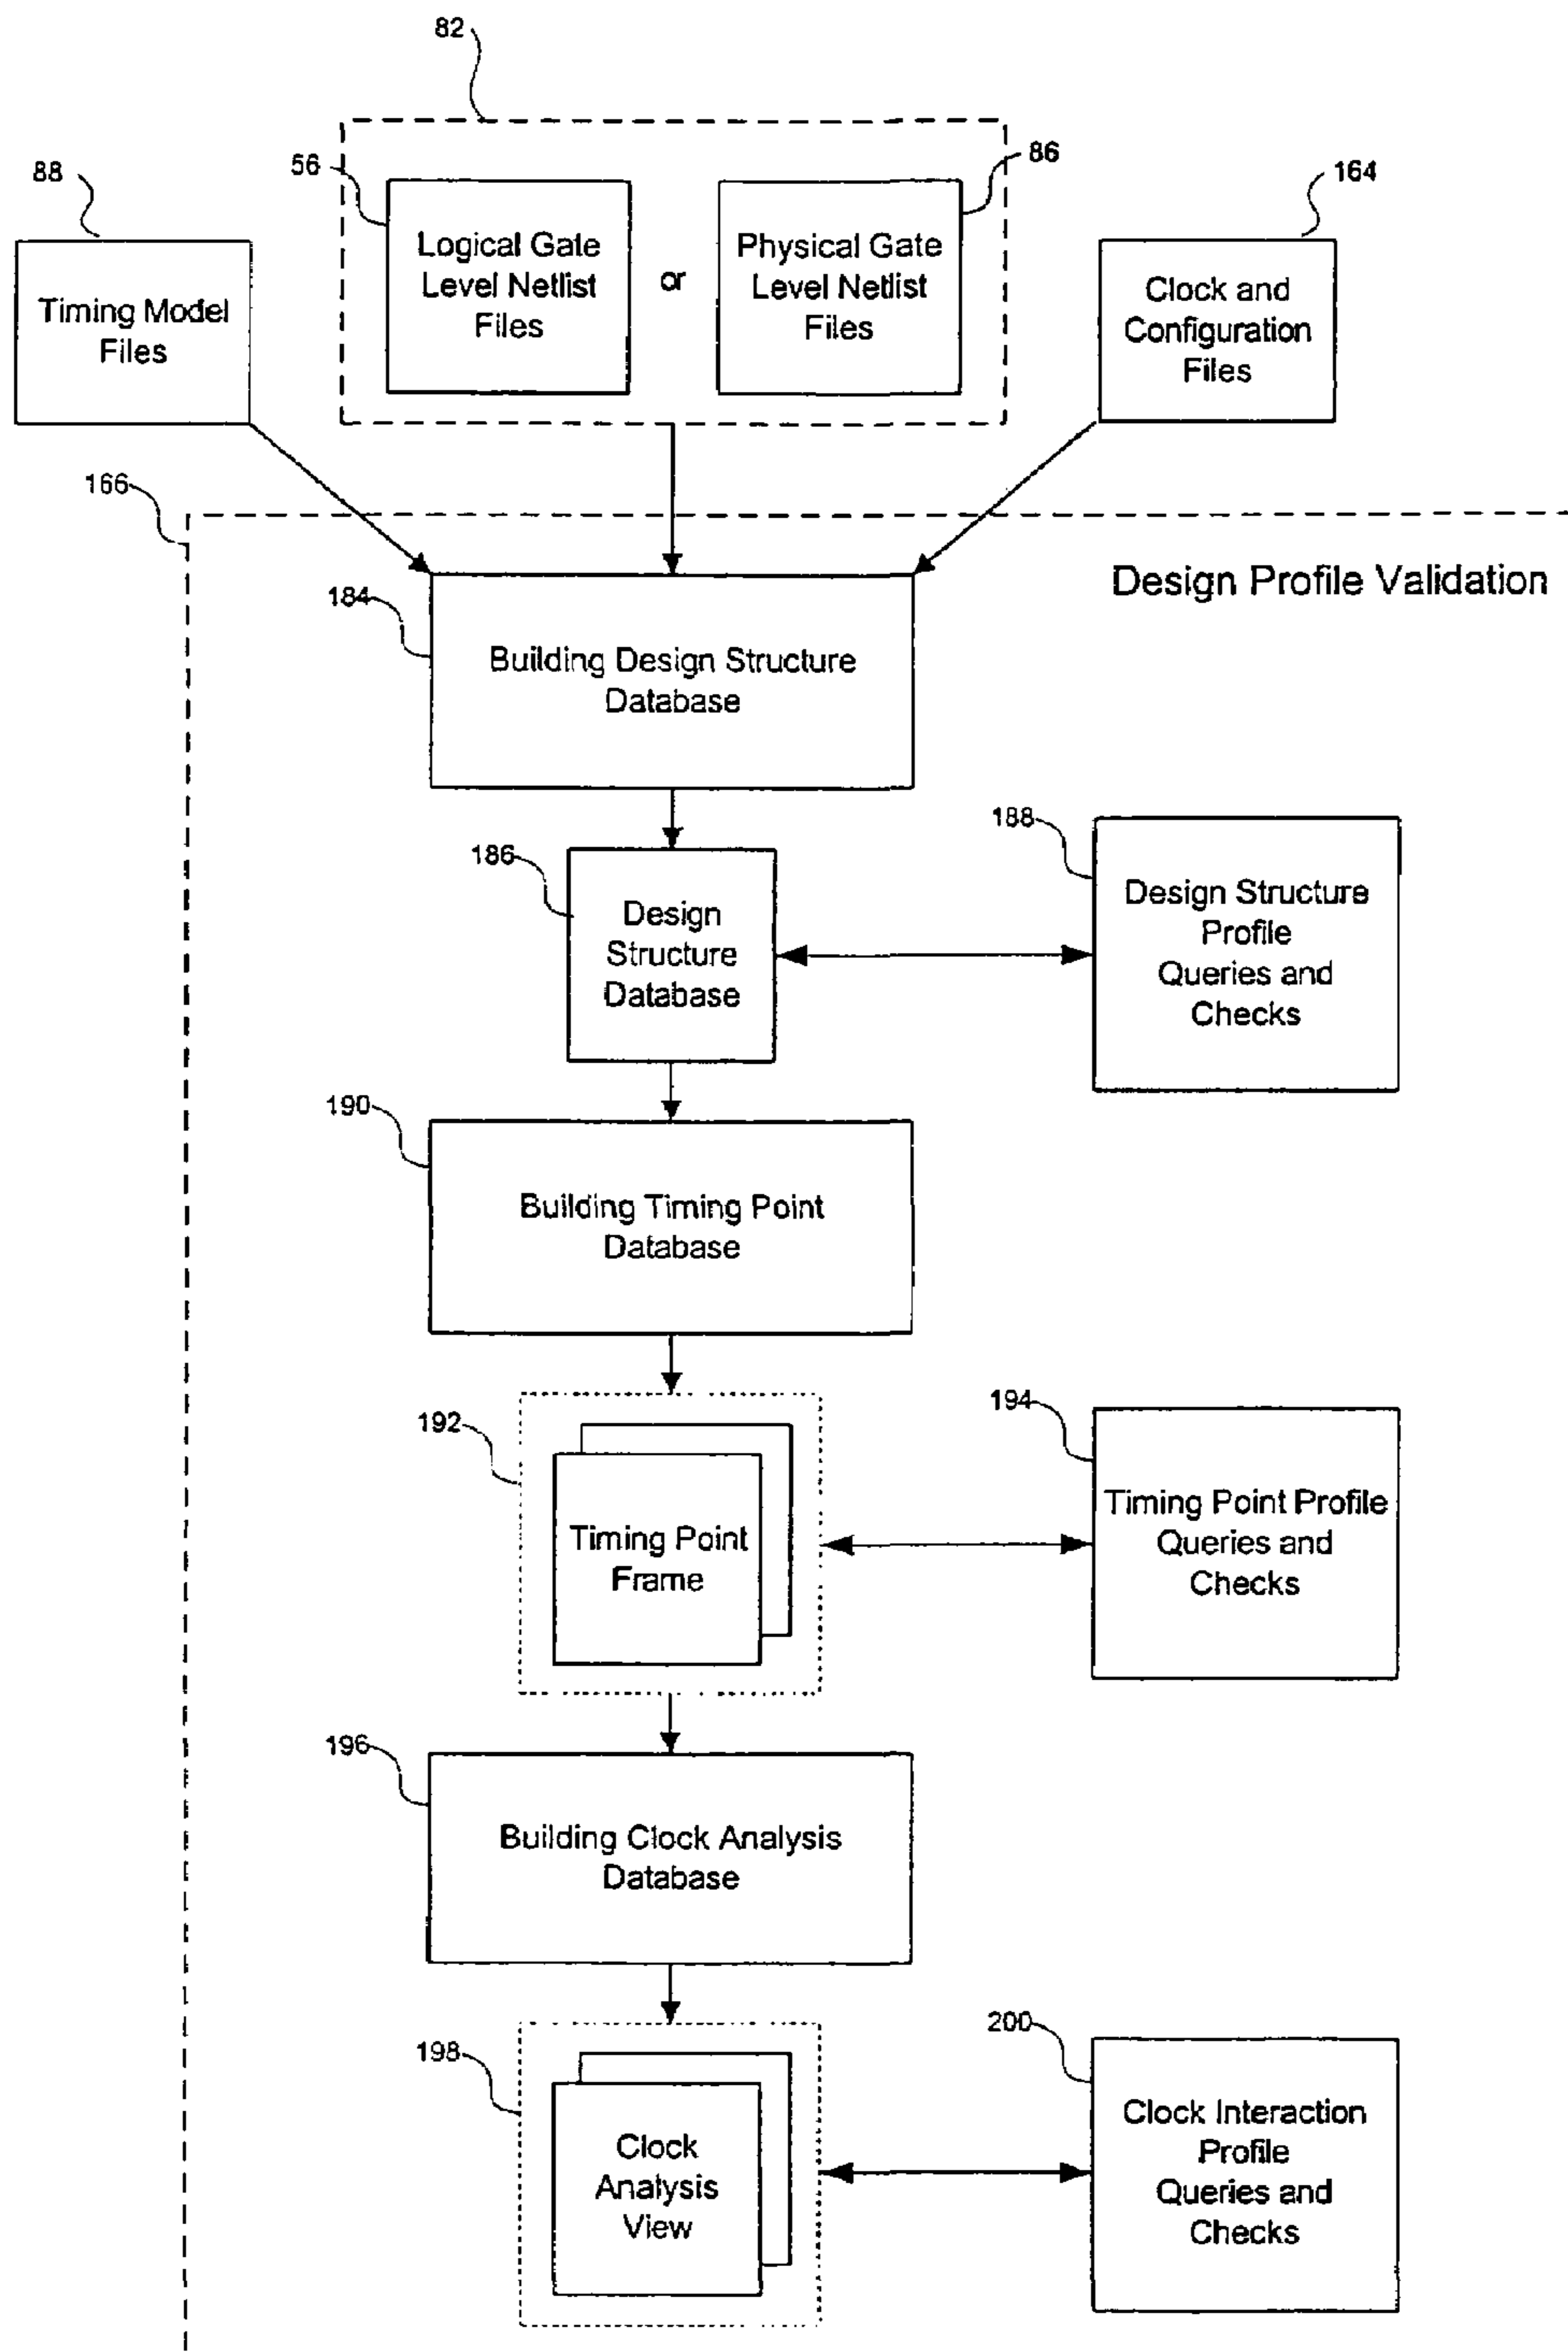 82
56
86
88
164
Logical Gate
Level Netlist
Files
or
Physical Gate
Level Netlist
Files
Timing Model
Files
Clock and
Configuration
Files
166
Design Profile Validation
184
Building Design Structure
Database
186
Design
Structure
Database
188
Design Structure
Profile
Queries and
Checks
190
Building Timing Point
Database
192
Timing Point
Frame
194
Timing Point Profile
Queries and
Checks
196
Building Clock Analysis
Database
198
Clock
Analysis
View
200
Clock Interaction
Profile
Queries and
Checks